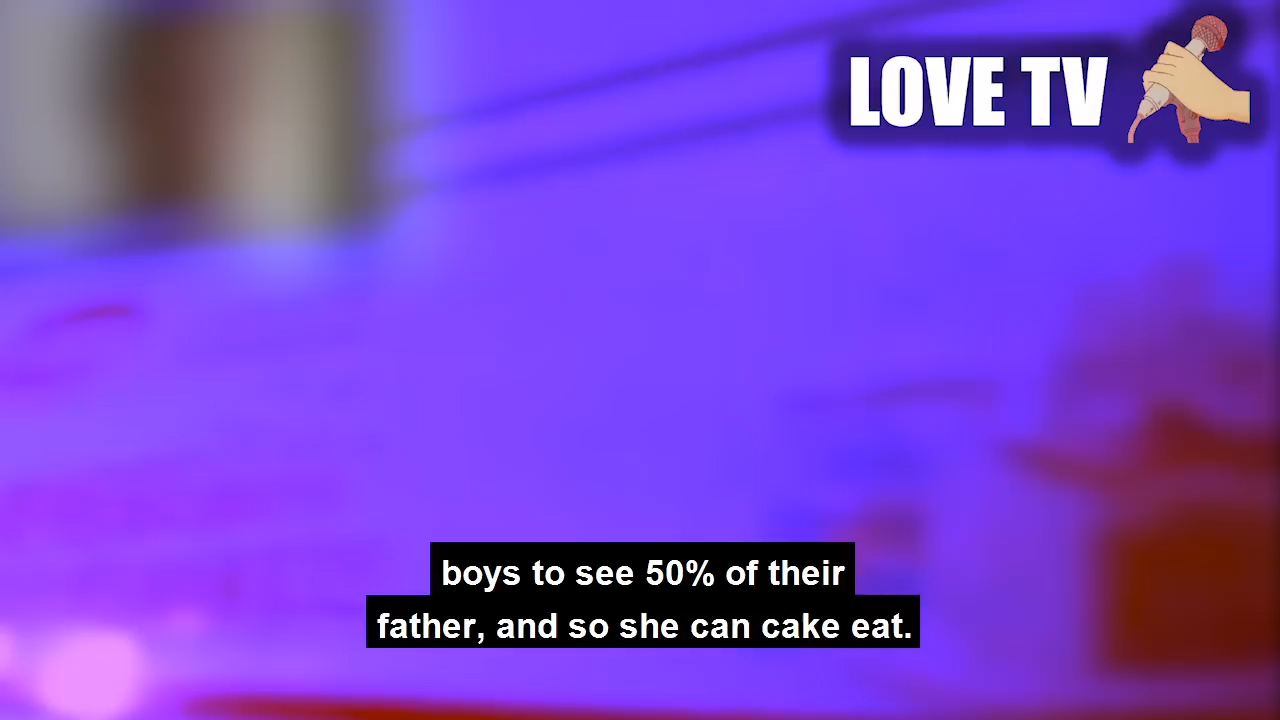 LOVE TV
boys to see 50% of their
father, and so she can cake eat.